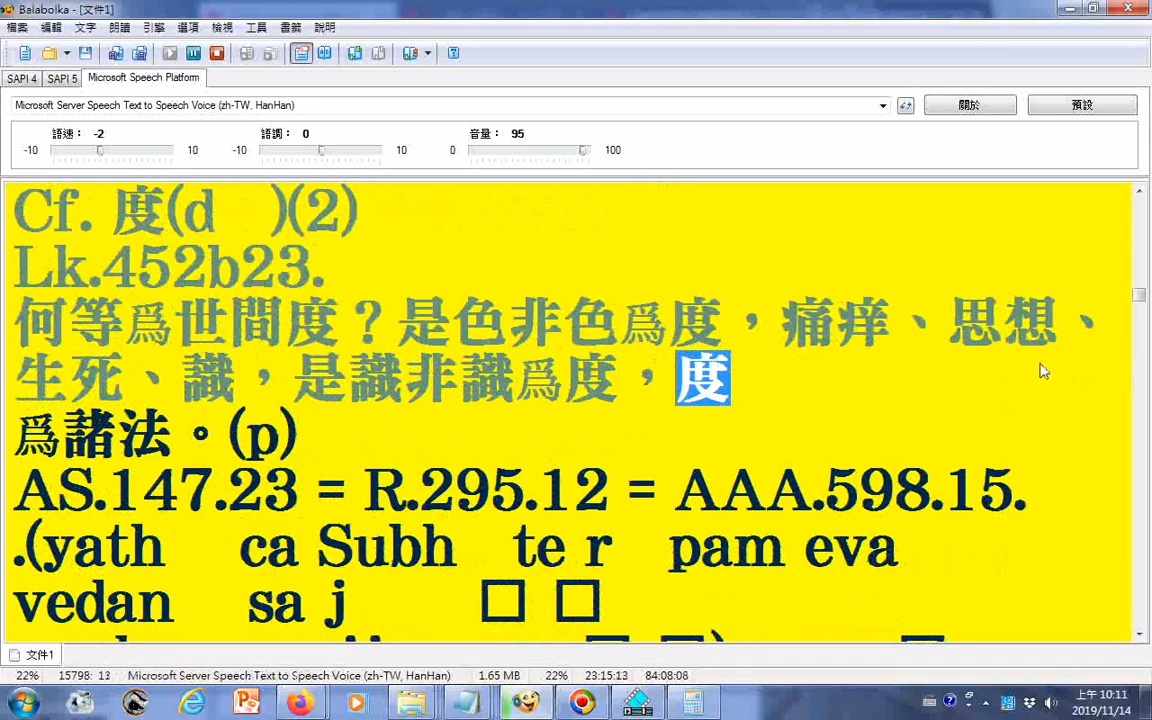 Balabolka - [文件1]
檔案 編輯 文字 朗讀 引擎 選項 檢視 工具 書籤 說明
SAPI 4 SAPI 5 Microsoft Speech Platform
Microsoft Server Speech Text to Speech Voice (zh-TW, HanHan) 關於 預設
語速： -2 語調： 0 音量： 95
-10 10 -10 10 0 100
Cf. 度(d )(2)
Lk.452b23.
何等爲世間度？是色非色爲度，痛痒、思想、
生死、識，是識非識爲度，度
爲諸法。(p)
AS.147.23 = R.295.12 = AAA.598.15.
.(yath ca Subh te r pam eva
vedan sa j □ □
文件1
22% 15798: 13 Microsoft Server Speech Text to Speech Voice (zh-TW, HanHan) 1.65 MB 22% 23:15:13 84:08:08
上午 10:11
2019/11/14